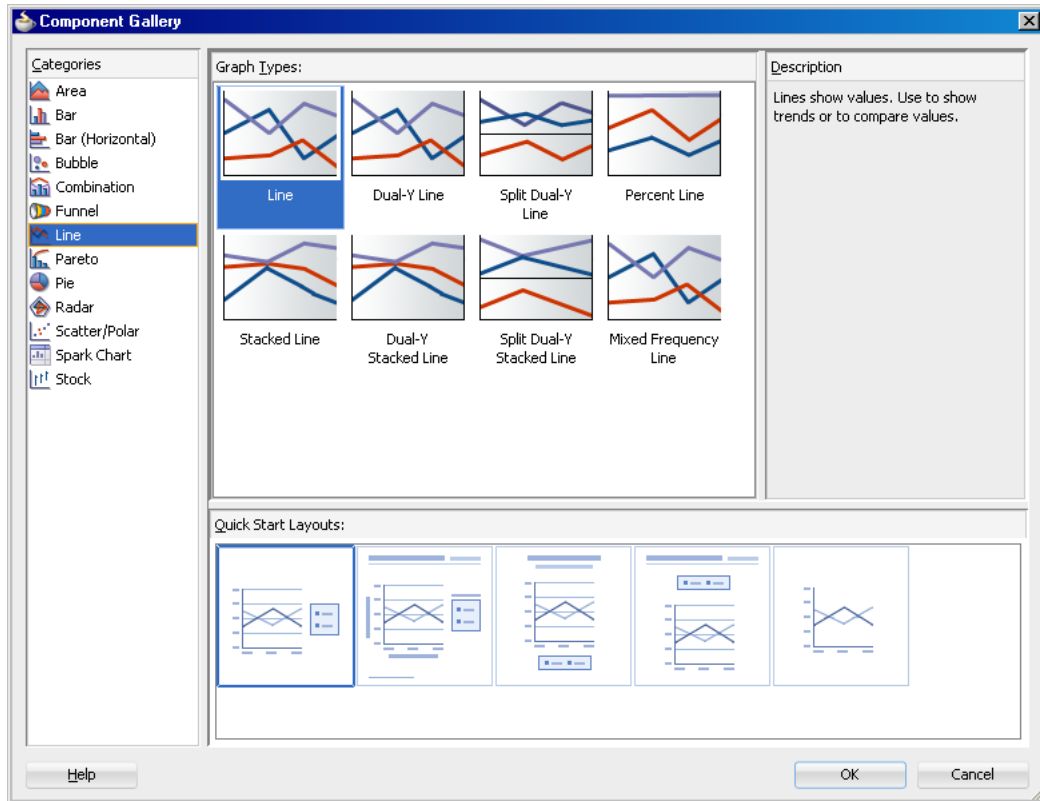 Component Gallery
Categories
Area
Bar
Bar (Horizontal)
Bubble
Combination
Funnel
Line
Pareto
Pie
Radar
Scatter/Polar
Spark Chart
Stock
Graph Types:
Line
Dual-Y Line
Split Dual-Y
Line
Percent Line
Stacked Line
Dual-Y
Stacked Line
Split Dual-Y
Stacked Line
Mixed Frequency
Line
Description
Lines show values. Use to show
trends or to compare values.
Quick Start Layouts:
Help
OK
Cancel